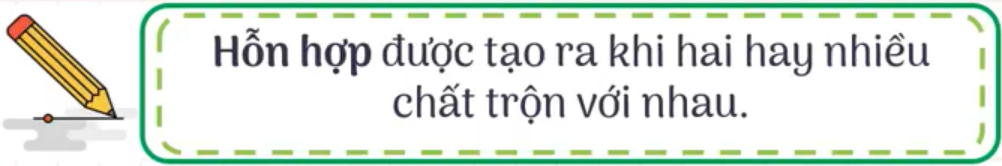 Hỗn hợp được tạo ra khi hai hay nhiều
chất trộn với nhau.